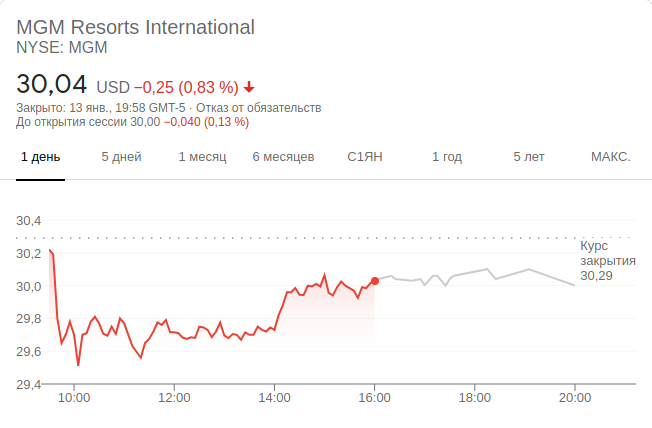 MGM Resorts International
NYSE: MGM
30,04 USD −0,25 (0,83 %)
Закрыто: 13 янв., 19:58 GMT-5 · Отказ от обязательств
До открытия сессии 30,00 −0,040 (0,13 %)
1 день 5 дней 1 месяц 6 месяцев С1ЯН 1 год 5 лет МАКС.
30,4
30,2
30,0
29,8
29,6
29,4
Курс
закрытия
30,29
10:00 12:00 14:00 16:00 18:00 20:00